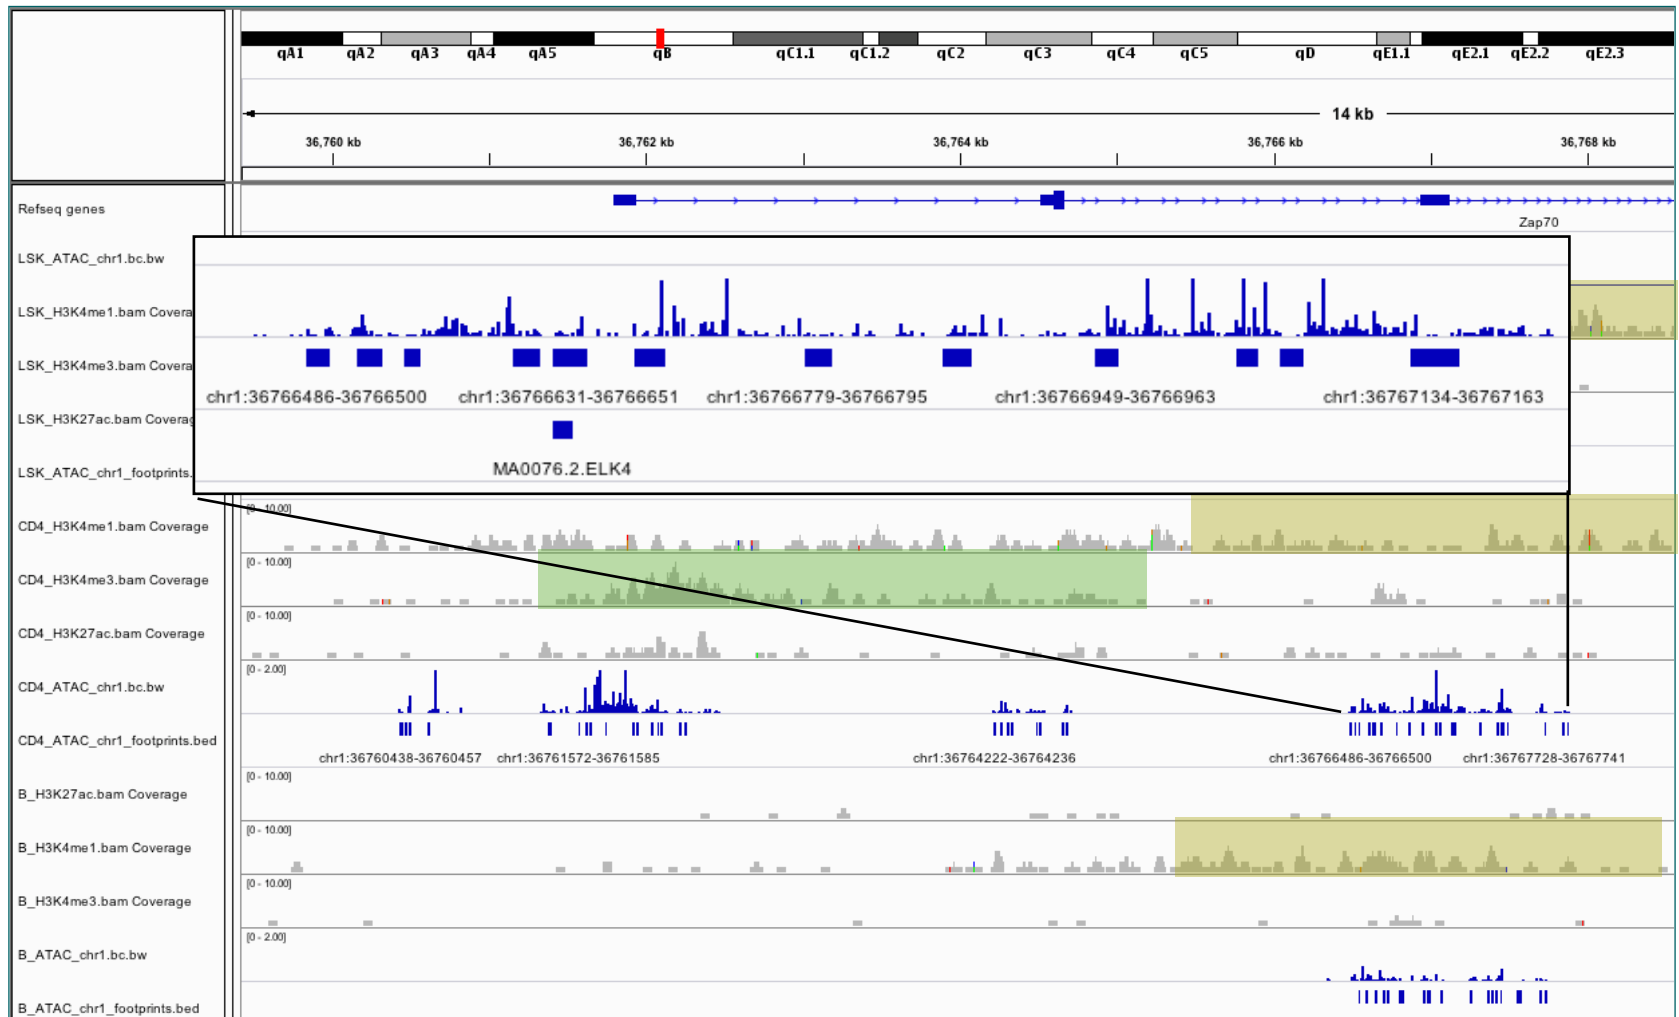 qA1 qA2 qA3 qA4 qA5 qB qC1.1 qC1.2 qC2 qC3 qC4 qC5 qD qE1.1 qE2.1 qE2.2 qE2.3
14 kb
36,760 kb 36,762 kb 36,764 kb 36,766 kb 36,768 kb
Refseq genes
Zap70
LSK_ATAC_chr1.bc.bw
LSK_H3K4me1.bam Covera
LSK_H3K4me3.bam Covera
chr1:36766486-36766500 chr1:36766631-36766651 chr1:36766779-36766795 chr1:36766949-36766963 chr1:36767134-36767163
LSK_H3K27ac.bam Coverag
LSK_ATAC_chr1_footprints.
MA0076.2.ELK4
[0 - 10.00]
CD4_H3K4me1.bam Coverage
[0 - 10.00]
CD4_H3K4me3.bam Coverage
[0 - 10.00]
CD4_H3K27ac.bam Coverage
[0 - 2.00]
CD4_ATAC_chr1.bc.bw
CD4_ATAC_chr1_footprints.bed
chr1:36760438-36760457 chr1:36761572-36761585 chr1:36764222-36764236 chr1:36766486-36766500 chr1:36767728-36767741
[0 - 10.00]
B_H3K27ac.bam Coverage
[0 - 10.00]
B_H3K4me1.bam Coverage
[0 - 10.00]
B_H3K4me3.bam Coverage
[0 - 2.00]
B_ATAC_chr1.bc.bw
B_ATAC_chr1_footprints.bed